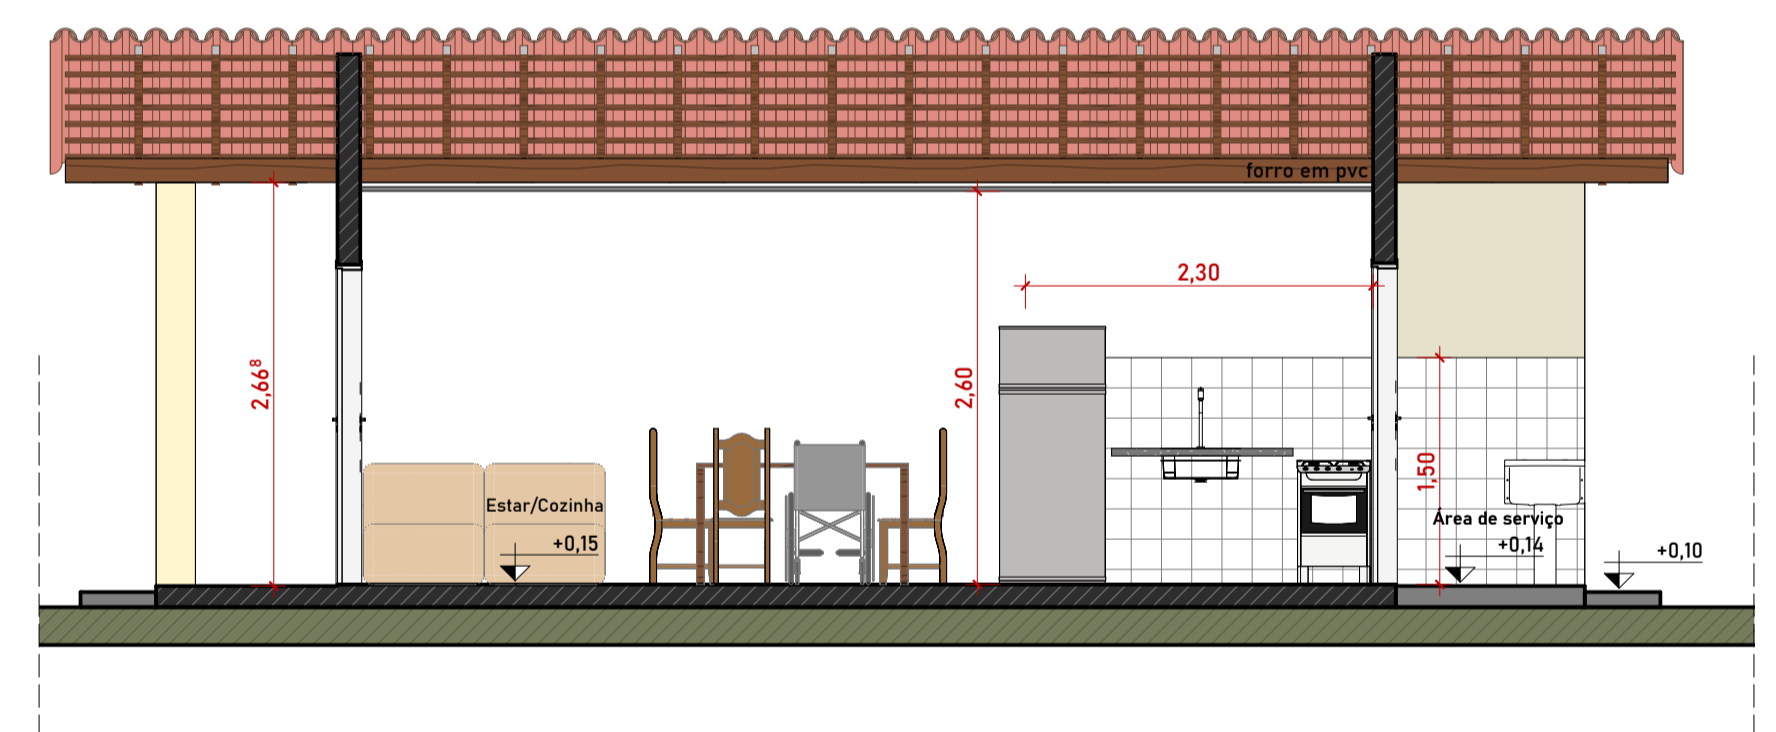 forro em pvc
2,30
2,66⁸
2,60
1,50
Estar/Cozinha
+0,15
Área de serviço
+0,14
+0,10